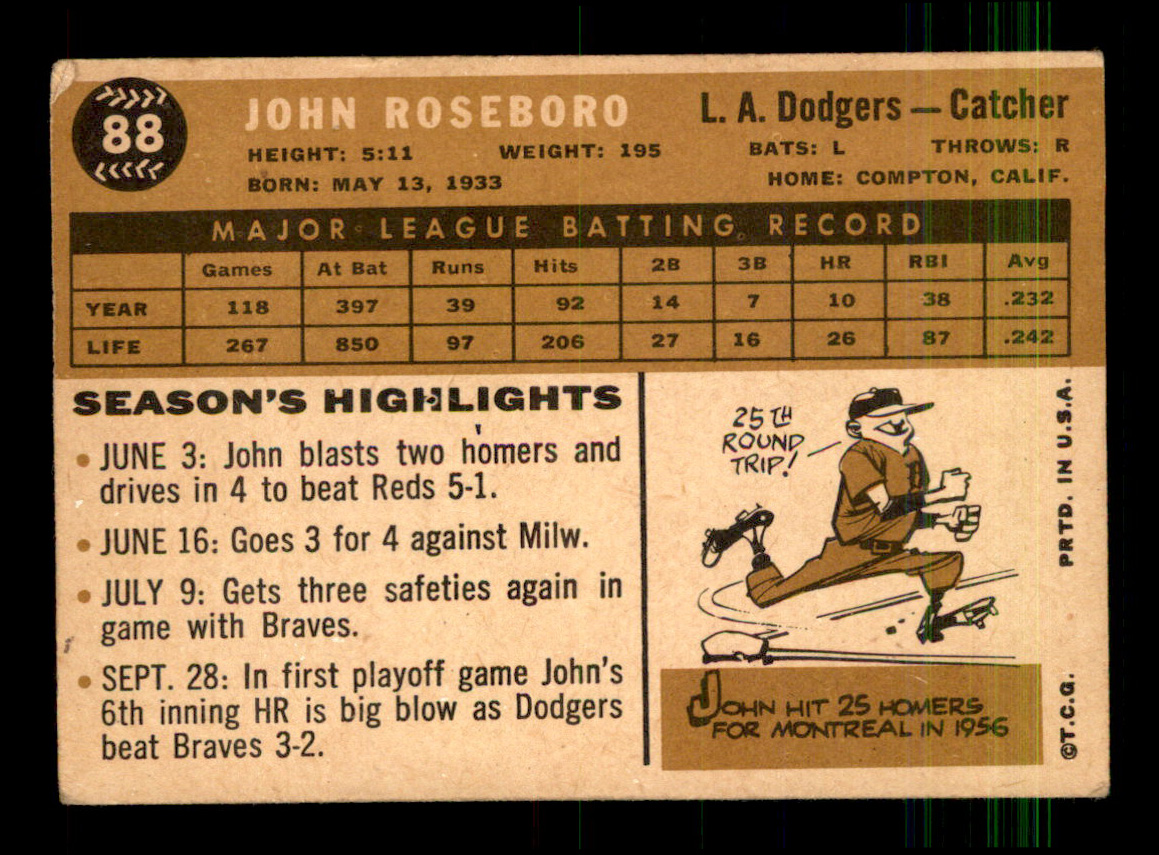 88
JOHN ROSEBORO
L. A. Dodgers — Catcher
HEIGHT: 5:11 WEIGHT: 195 BATS: L THROWS: R
BORN: MAY 13, 1933 HOME: COMPTON, CALIF.
MAJOR LEAGUE BATTING RECORD
Games At Bat Runs Hits 2B 3B HR RBI Avg
YEAR 118 397 39 92 14 7 10 38 .232
LIFE 267 850 97 206 27 16 26 87 .242
SEASON'S HIGHLIGHTS
• JUNE 3: John blasts two homers and
drives in 4 to beat Reds 5-1.
• JUNE 16: Goes 3 for 4 against Milw.
• JULY 9: Gets three safeties again in
game with Braves.
• SEPT. 28: In first playoff game John's
6th inning HR is big blow as Dodgers
beat Braves 3-2.
25TH
ROUND
TRIP!
JOHN HIT 25 HOMERS
FOR MONTREAL IN 1956
©T.C.G. PRTD. IN U.S.A.